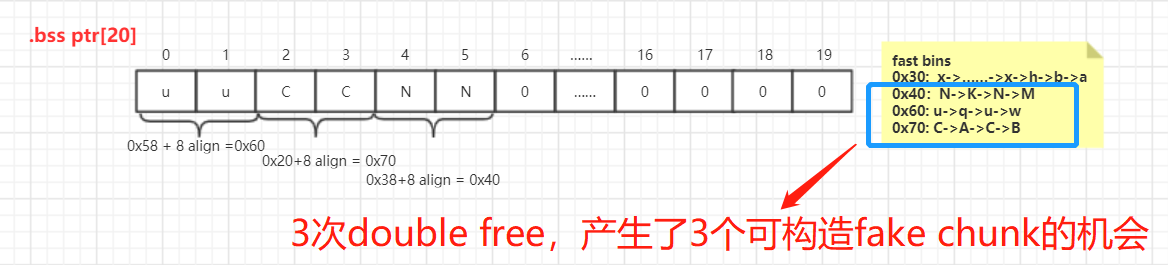 .bss ptr[20]
0 1 2 3 4 5 6 ...... 16 17 18 19
u u C C N N 0 ...... 0 0 0 0
0x58 + 8 align =0x60
0x20+8 align = 0x70
0x38+8 align = 0x40
fast bins
0x30: x->......->x->h->b->a
0x40: N->K->N->M
0x60: u->q->u->w
0x70: C->A->C->B
3次double free，产生了3个可构造fake chunk的机会